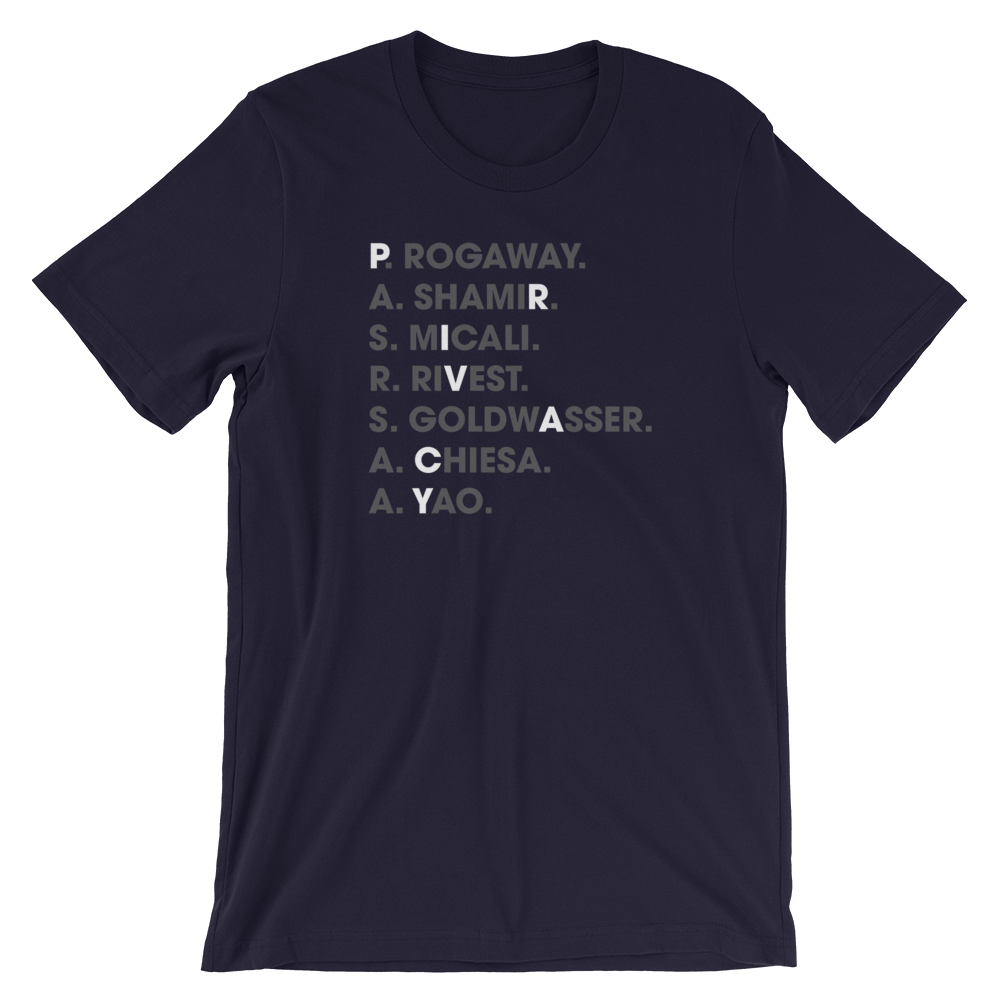 P. ROGAWAY.
A. SHAMIR.
S. MICALI.
R. RIVEST.
S. GOLDWASSER.
A. CHIESA.
A. YAO.